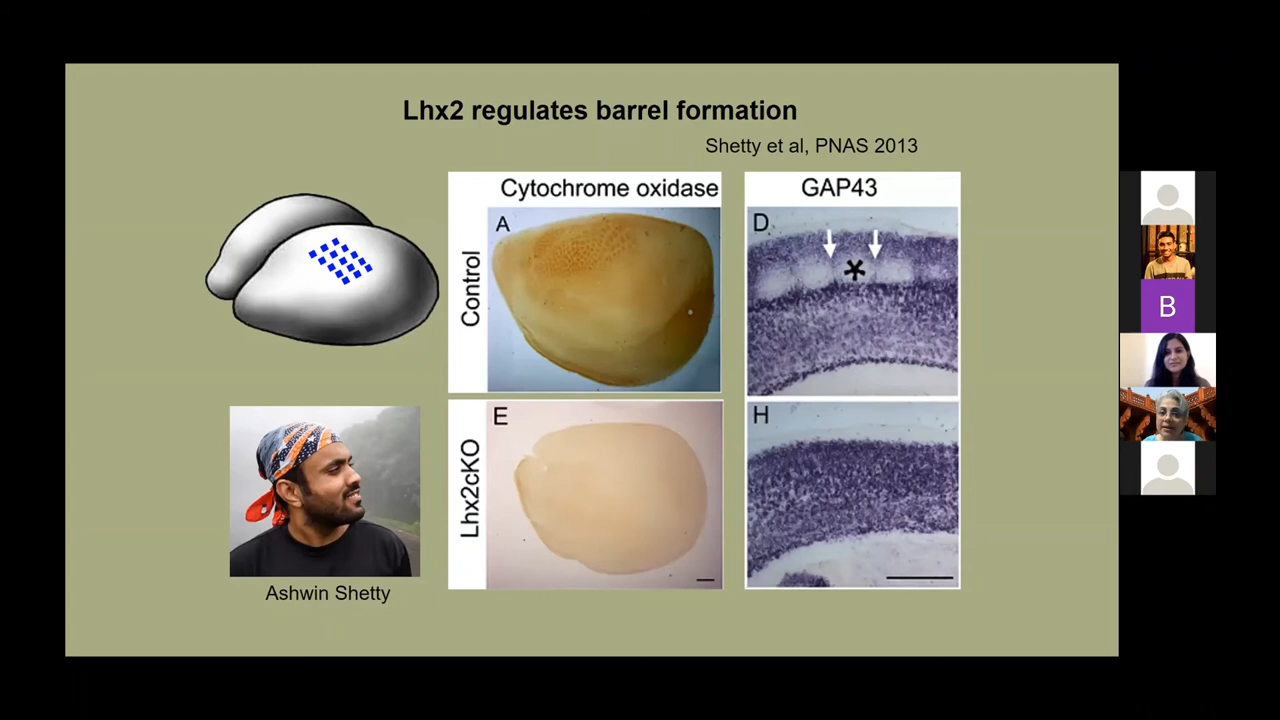 Lhx2 regulates barrel formation
Shetty et al, PNAS 2013
Cytochrome oxidase
GAP43
Control
A
D
*
Lhx2cKO
E
H
Ashwin Shetty
B